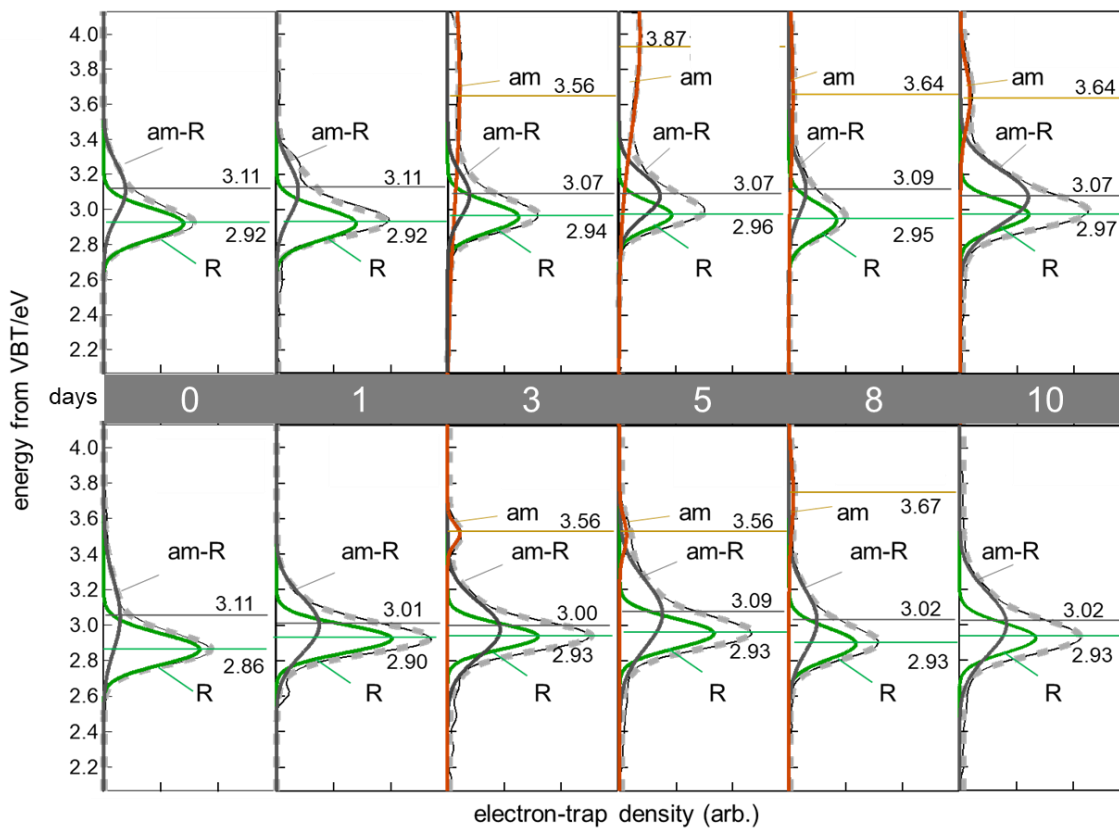 4.0
3.8
3.6
3.4
3.2
3.0
2.8
2.6
2.4
2.2
am-R
3.11
2.92
R
am-R
3.11
2.92
R
am
3.56
am-R
3.07
2.94
R
3.87
am
am-R
3.07
2.96
R
am
3.64
am-R
3.09
2.95
R
am
3.64
am-R
3.07
2.97
R
energy from VBT/eV
days 0 1 3 5 8 10
4.0
3.8
3.6
3.4
3.2
3.0
2.8
2.6
2.4
2.2
am-R
3.11
2.86
R
am-R
3.01
2.90
R
am
3.56
am-R
3.00
2.93
R
am
3.56
am-R
3.09
2.93
R
am
3.67
am-R
3.02
2.93
R
am-R
3.02
2.93
R
electron-trap density (arb.)